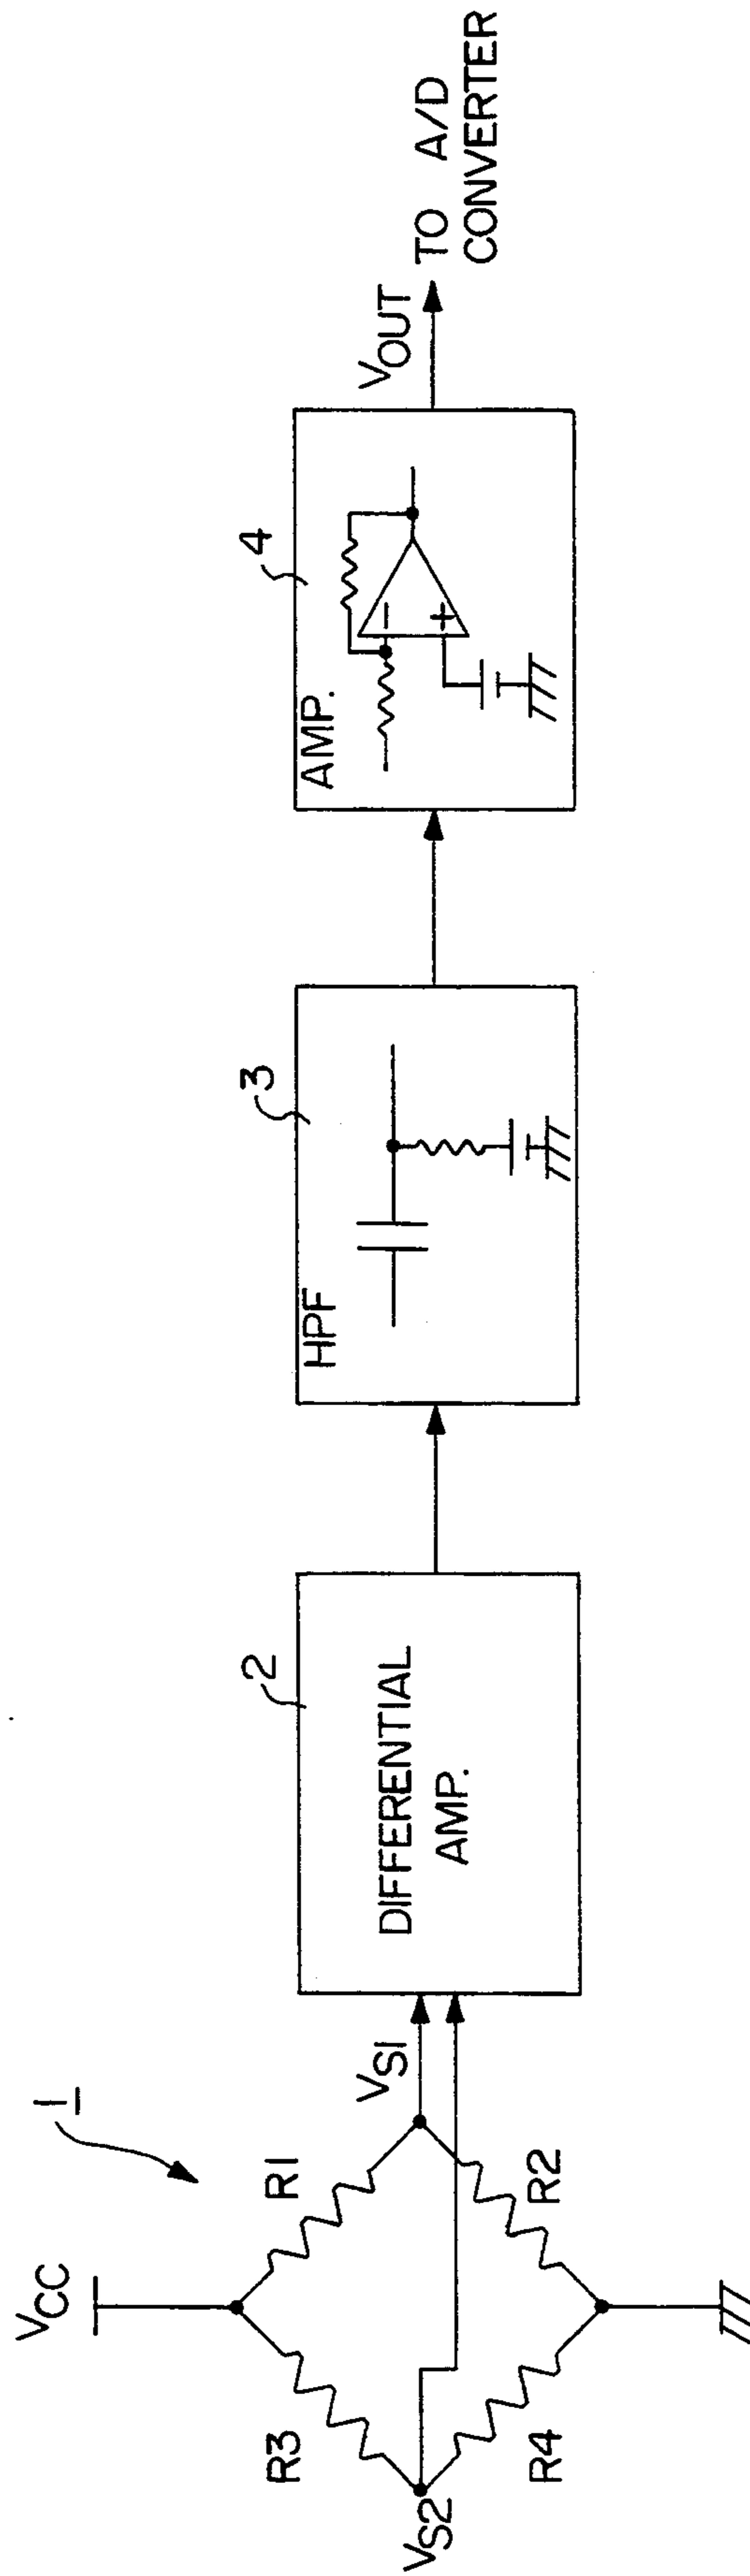 1
VCC
R3
R1
VS2
VS1
R4
R2
2
DIFFERENTIAL
AMP.
3
HPF
4
AMP.
−
+
VOUT
TO A/D
CONVERTER